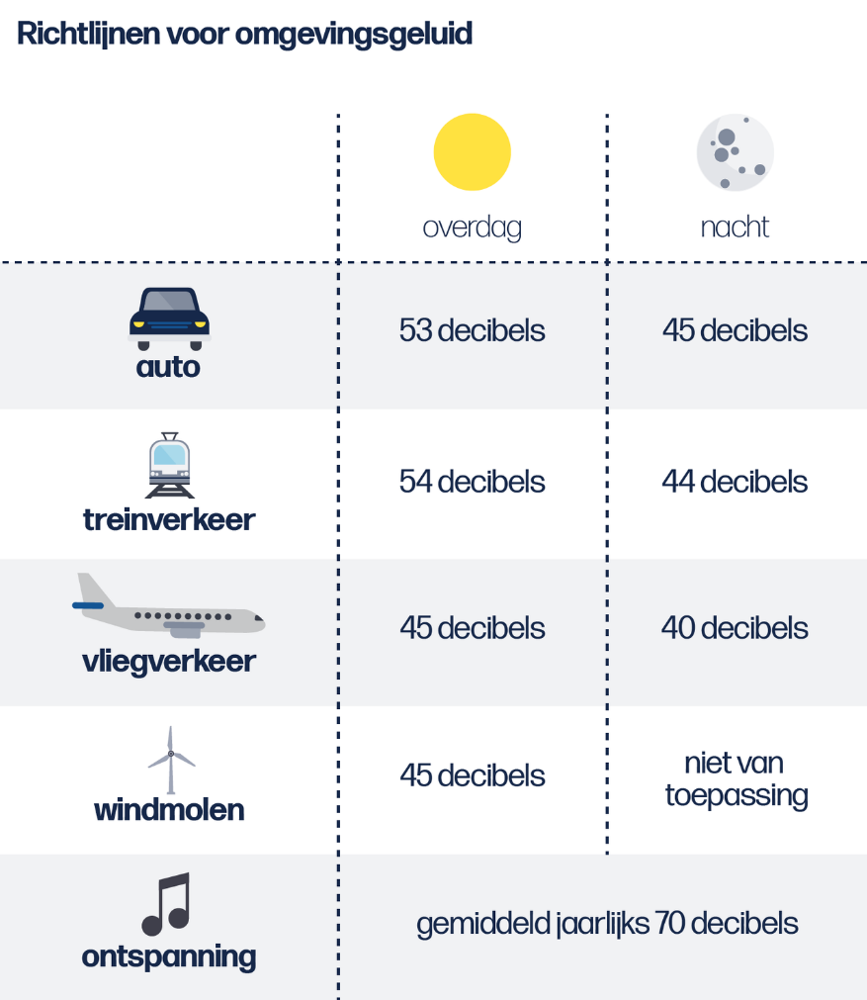 Richtlijnen voor omgevingsgeluid
overdag
nacht
auto
53 decibels
45 decibels
treinverkeer
54 decibels
44 decibels
vliegverkeer
45 decibels
40 decibels
windmolen
45 decibels
niet van
toepassing
ontspanning
gemiddeld jaarlijks 70 decibels